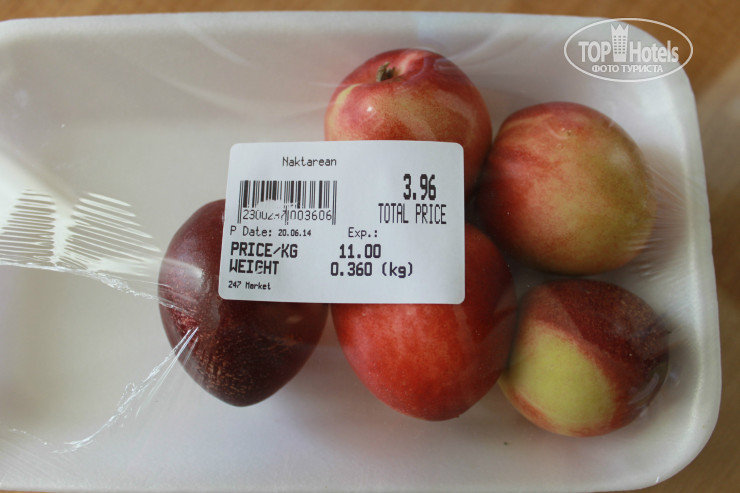 TOP Hotels
ФОТО ТУРИСТА
Naktarean
3.96
TOTAL PRICE
P Date: 20.06.14 Exp.:
PRICE/KG 11.00
WEIGHT 0.360 (kg)
247 Market